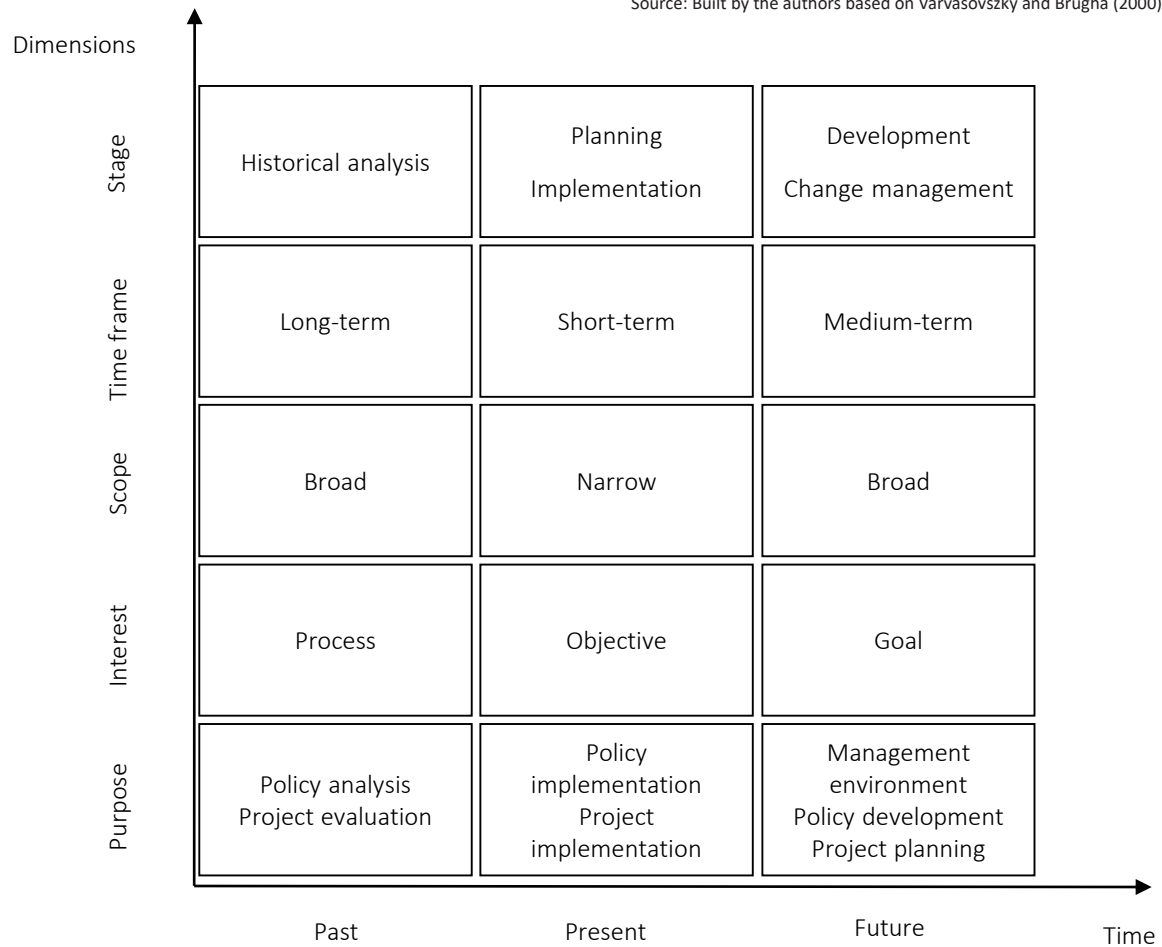 Source: Built by the authors based on Varvasovszky and Brugha (2000)
Dimensions
Stage
Historical analysis
Planning
Implementation
Development
Change management
Time frame
Long-term
Short-term
Medium-term
Scope
Broad
Narrow
Broad
Interest
Process
Objective
Goal
Purpose
Policy analysis
Project evaluation
Policy
implementation
Project
implementation
Management
environment
Policy development
Project planning
Past
Present
Future
Time